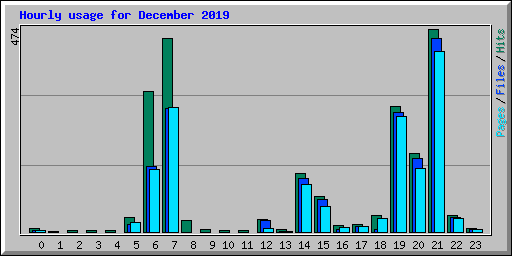 Hourly usage for December 2019
474
Pages/Files/Hits
0 1 2 3 4 5 6 7 8 9 10 11 12 13 14 15 16 17 18 19 20 21 22 23